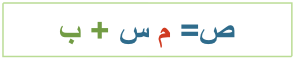 ص= م س + ب